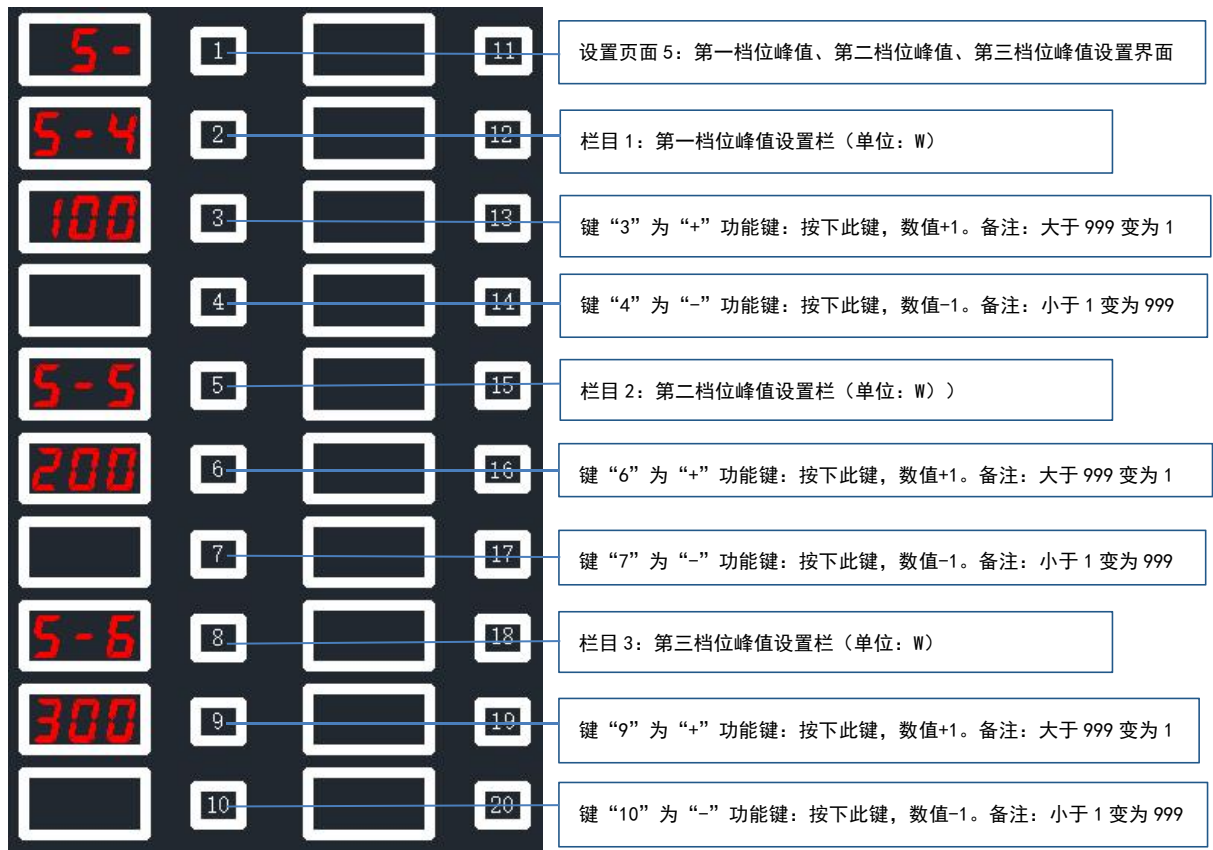 5- 1 11 设置页面 5：第一档位峰值、第二档位峰值、第三档位峰值设置界面
5-4 2 12 栏目 1：第一档位峰值设置栏（单位：W）
100 3 13 键“3”为“+”功能键：按下此键，数值+1。备注：大于 999 变为 1
4 14 键“4”为“-”功能键：按下此键，数值-1。备注：小于 1 变为 999
5-5 5 15 栏目 2：第二档位峰值设置栏（单位：W））
200 6 16 键“6”为“+”功能键：按下此键，数值+1。备注：大于 999 变为 1
7 17 键“7”为“-”功能键：按下此键，数值-1。备注：小于 1 变为 999
5-6 8 18 栏目 3：第三档位峰值设置栏（单位：W）
300 9 19 键“9”为“+”功能键：按下此键，数值+1。备注：大于 999 变为 1
10 20 键“10”为“-”功能键：按下此键，数值-1。备注：小于 1 变为 999